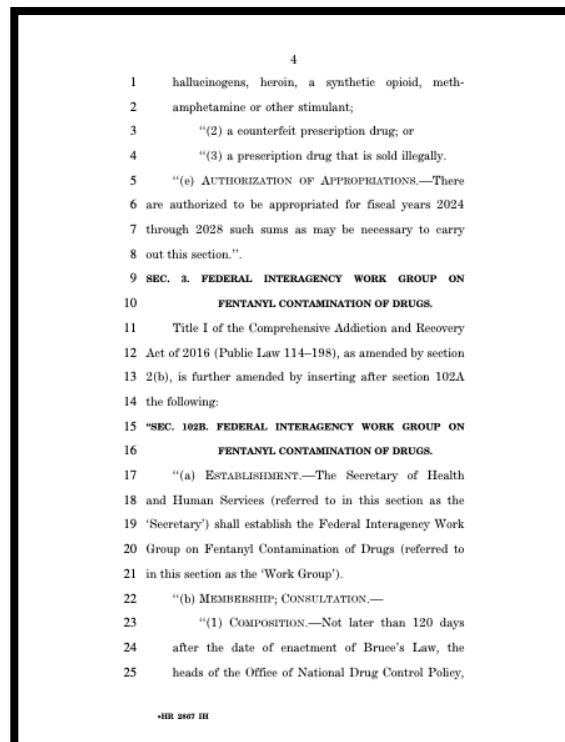 4
1 hallucinogens, heroin, a synthetic opioid, meth-
2 amphetamine or other stimulant;
3 ‘‘(2) a counterfeit prescription drug; or
4 ‘‘(3) a prescription drug that is sold illegally.
5 ‘‘(e) AUTHORIZATION OF APPROPRIATIONS.—There
6 are authorized to be appropriated for fiscal years 2024
7 through 2028 such sums as may be necessary to carry
8 out this section.’’.
9 SEC. 3. FEDERAL INTERAGENCY WORK GROUP ON
10 FENTANYL CONTAMINATION OF DRUGS.
11 Title I of the Comprehensive Addiction and Recovery
12 Act of 2016 (Public Law 114–198), as amended by section
13 2(b), is further amended by inserting after section 102A
14 the following:
15 ‘‘SEC. 102B. FEDERAL INTERAGENCY WORK GROUP ON
16 FENTANYL CONTAMINATION OF DRUGS.
17 ‘‘(a) ESTABLISHMENT.—The Secretary of Health
18 and Human Services (referred to in this section as the
19 ‘Secretary’) shall establish the Federal Interagency Work
20 Group on Fentanyl Contamination of Drugs (referred to
21 in this section as the ‘Work Group’).
22 ‘‘(b) MEMBERSHIP; CONSULTATION.—
23 ‘‘(1) COMPOSITION.—Not later than 120 days
24 after the date of enactment of Bruce’s Law, the
25 heads of the Office of National Drug Control Policy,
•HR 2867 IH